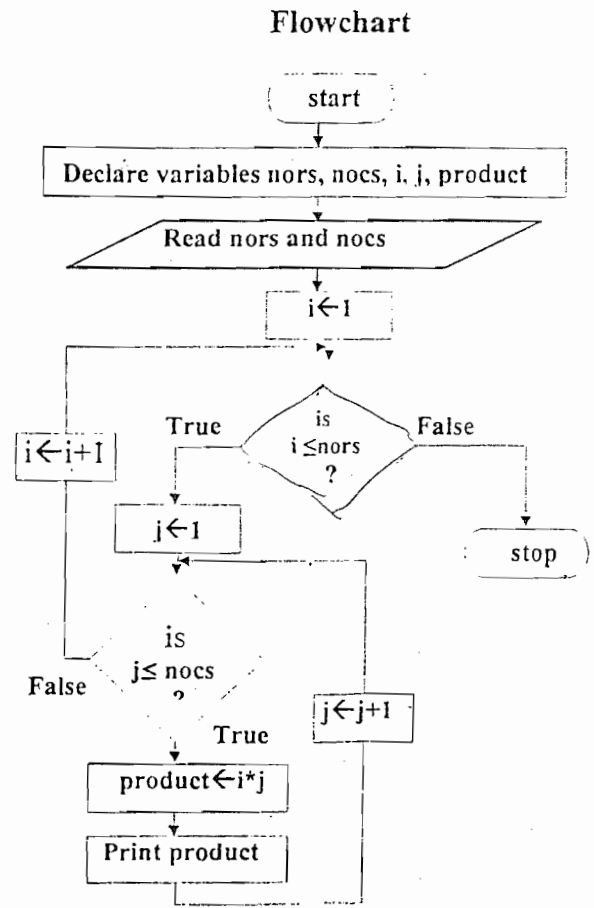 Flowchart
start
Declare variables nors, nocs, i, j, product
Read nors and nocs
i←1
is
i ≤nors
?
True
False
i←i+1
j←1
stop
is
j≤ nocs
?
False
True
j←j+1
product←i*j
Print product